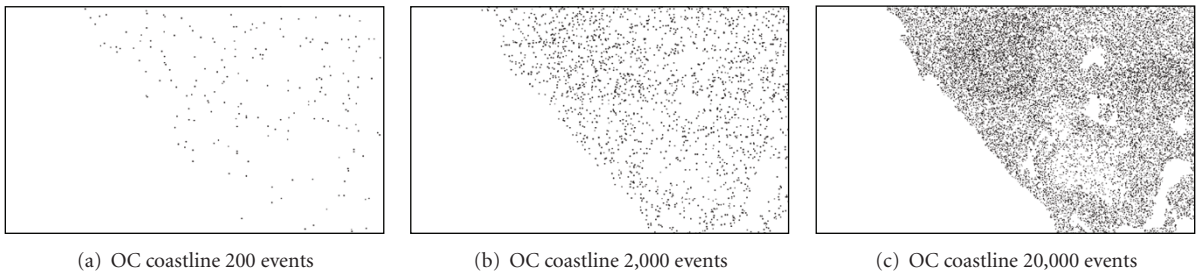 (a) OC coastline 200 events
(b) OC coastline 2,000 events
(c) OC coastline 20,000 events